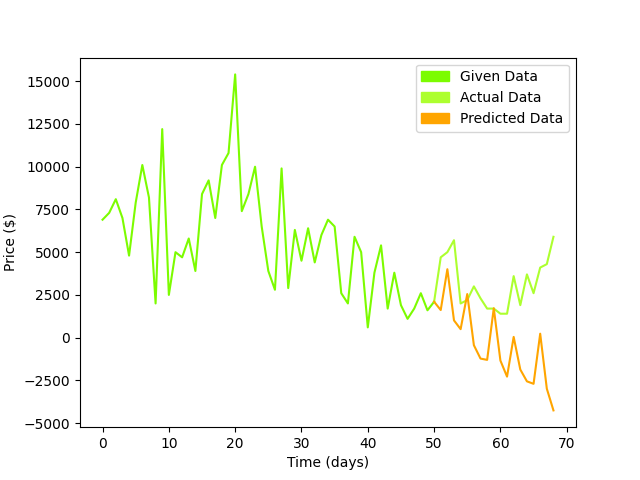 Given Data
Actual Data
Predicted Data
15000
12500
10000
7500
5000
2500
0
−2500
−5000
Price ($)
0 10 20 30 40 50 60 70
Time (days)